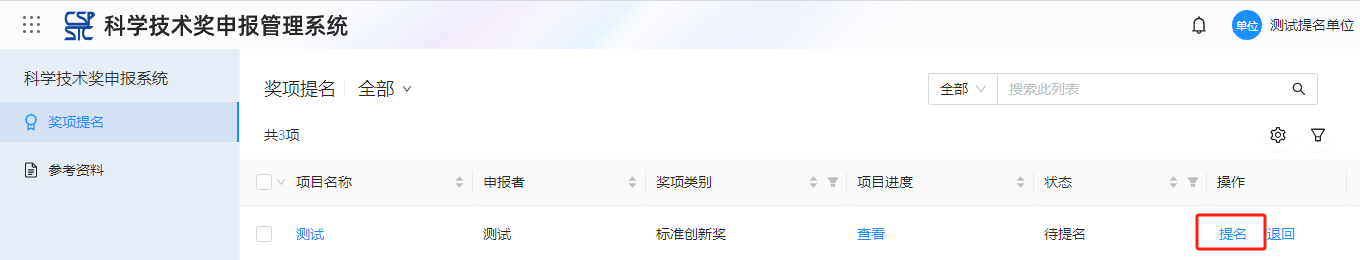 CSP STC 科学技术奖申报管理系统 单位 测试提名单位
科学技术奖申报系统
奖项提名
参考资料
奖项提名 全部 全部 搜索此列表
共3项
项目名称 申报者 奖项类别 项目进度 状态 操作
测试 测试 标准创新奖 查看 待提名 提名 退回